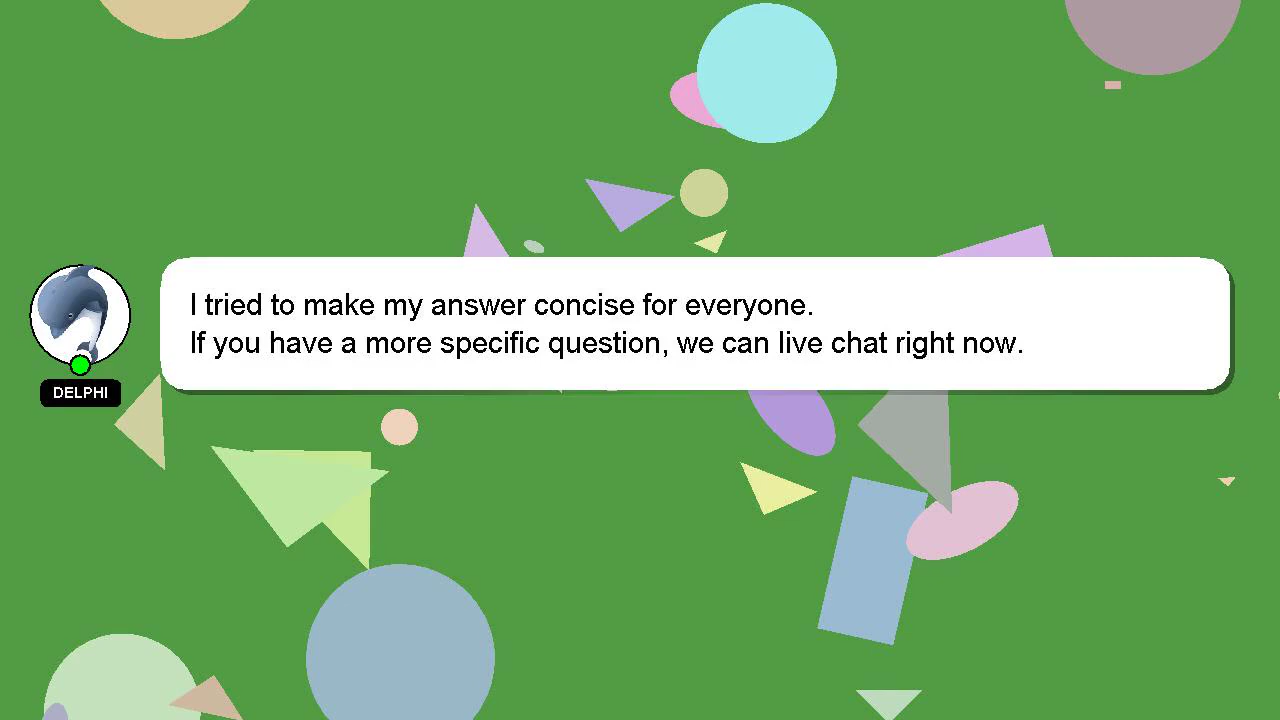 I tried to make my answer concise for everyone.
If you have a more specific question, we can live chat right now.
DELPHI